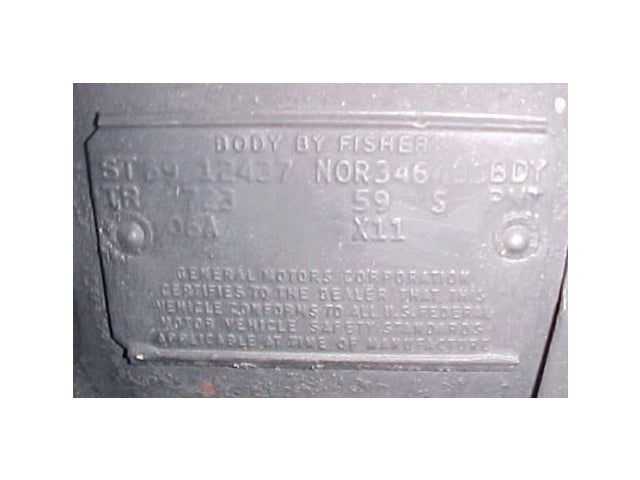 BODY BY FISHER
ST 69 12437 NOR346 BDY
TR 59 S PNT
06A X11
GENERAL MOTORS CORPORATION
CERTIFIES TO THE DEALER THAT THIS
VEHICLE CONFORMS TO ALL U.S. FEDERAL
MOTOR VEHICLE SAFETY STANDARDS
APPLICABLE AT TIME OF MANUFACTURE